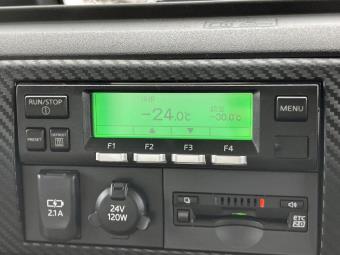 RUN/STOP
-24.0℃
-30.0℃
MENU
PRESET
DEFROST
F1
F2
F3
F4
2.1A
24V
120W
ETC
2.0